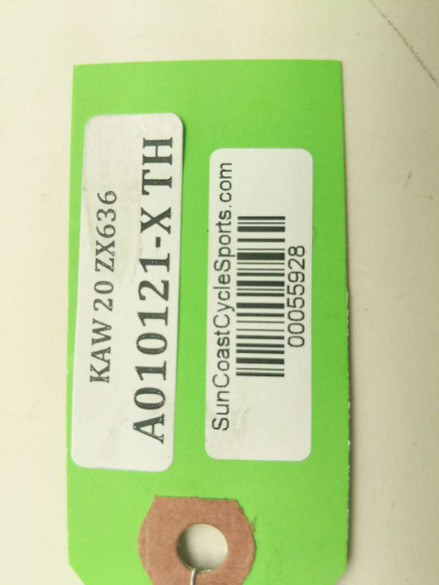 KAW 20 ZX636
A010121-X TH
SunCoastCycleSports.com
00055928